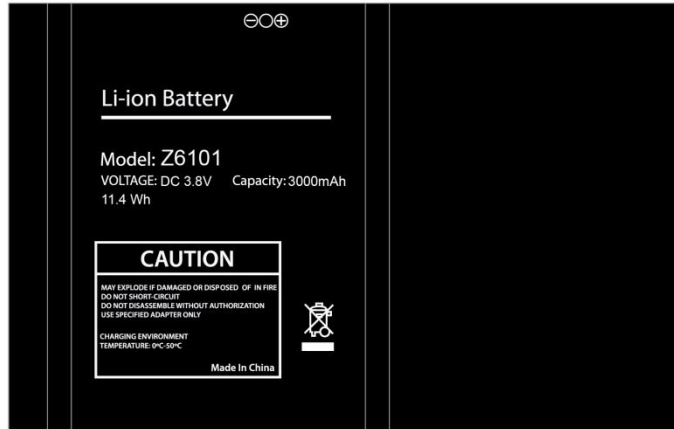 ⊖○⊕
Li-ion Battery
Model: Z6101
VOLTAGE: DC 3.8V Capacity: 3000mAh
11.4 Wh
CAUTION
MAY EXPLODE IF DAMAGED OR DISPOSED OF IN FIRE
DO NOT SHORT-CIRCUIT
DO NOT DISASSEMBLE WITHOUT AUTHORIZATION
USE SPECIFIED ADAPTER ONLY
CHARGING ENVIRONMENT
TEMPERATURE: 0ºC-50ºC
Made In China